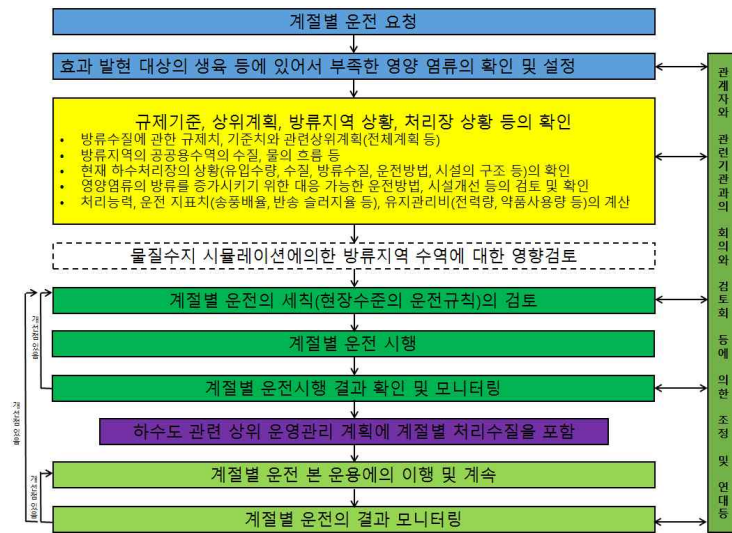 계절별 운전 요청
효과 발현 대상의 생육 등에 있어서 부족한 영양 염류의 확인 및 설정
규제기준, 상위계획, 방류지역 상황, 처리장 상황 등의 확인
• 방류수질에 관한 규제치, 기준치와 관련상위계획(전체계획 등)
• 방류지역의 공공용수역의 수질, 물의 흐름 등
• 현재 하수처리장의 상황(유입수량, 수질, 방류수질, 운전방법, 시설의 구조 등)의 확인
• 영양염류의 방류를 증가시키기 위한 대응 가능한 운전방법, 시설개선 등의 검토 및 확인
• 처리능력, 운전 지표치(송풍배율, 반송 슬러지율 등), 유지관리비(전력량, 약품사용량 등)의 계산
물질수지 시뮬레이션에의한 방류지역 수역에 대한 영향검토
계절별 운전의 세칙(현장수준의 운전규칙)의 검토
계절별 운전 시행
계절별 운전시행 결과 확인 및 모니터링
하수도 관련 상위 운영관리 계획에 계절별 처리수질을 포함
계절별 운전 본 운용에의 이행 및 계속
계절별 운전의 결과 모니터링
개선점 있음
개선점 있음
개선점 있음
관계자와 관련기관과의 회의와 검토회 등에 의한 조정 및 연대등